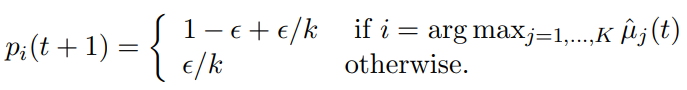 p_i(t + 1) = { 1 − ϵ + ϵ/k if i = arg max_{j=1,...,K} μ̂_j(t)
ϵ/k otherwise.